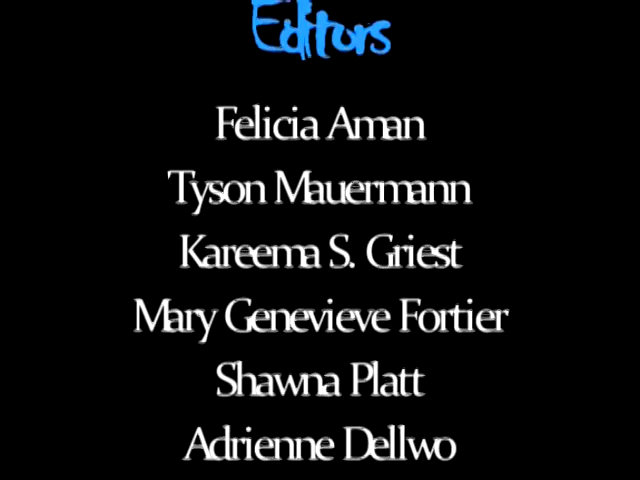 Editors
Felicia Aman
Tyson Mauermann
Kareema S. Griest
Mary Genevieve Fortier
Shawna Platt
Adrienne Dellwo